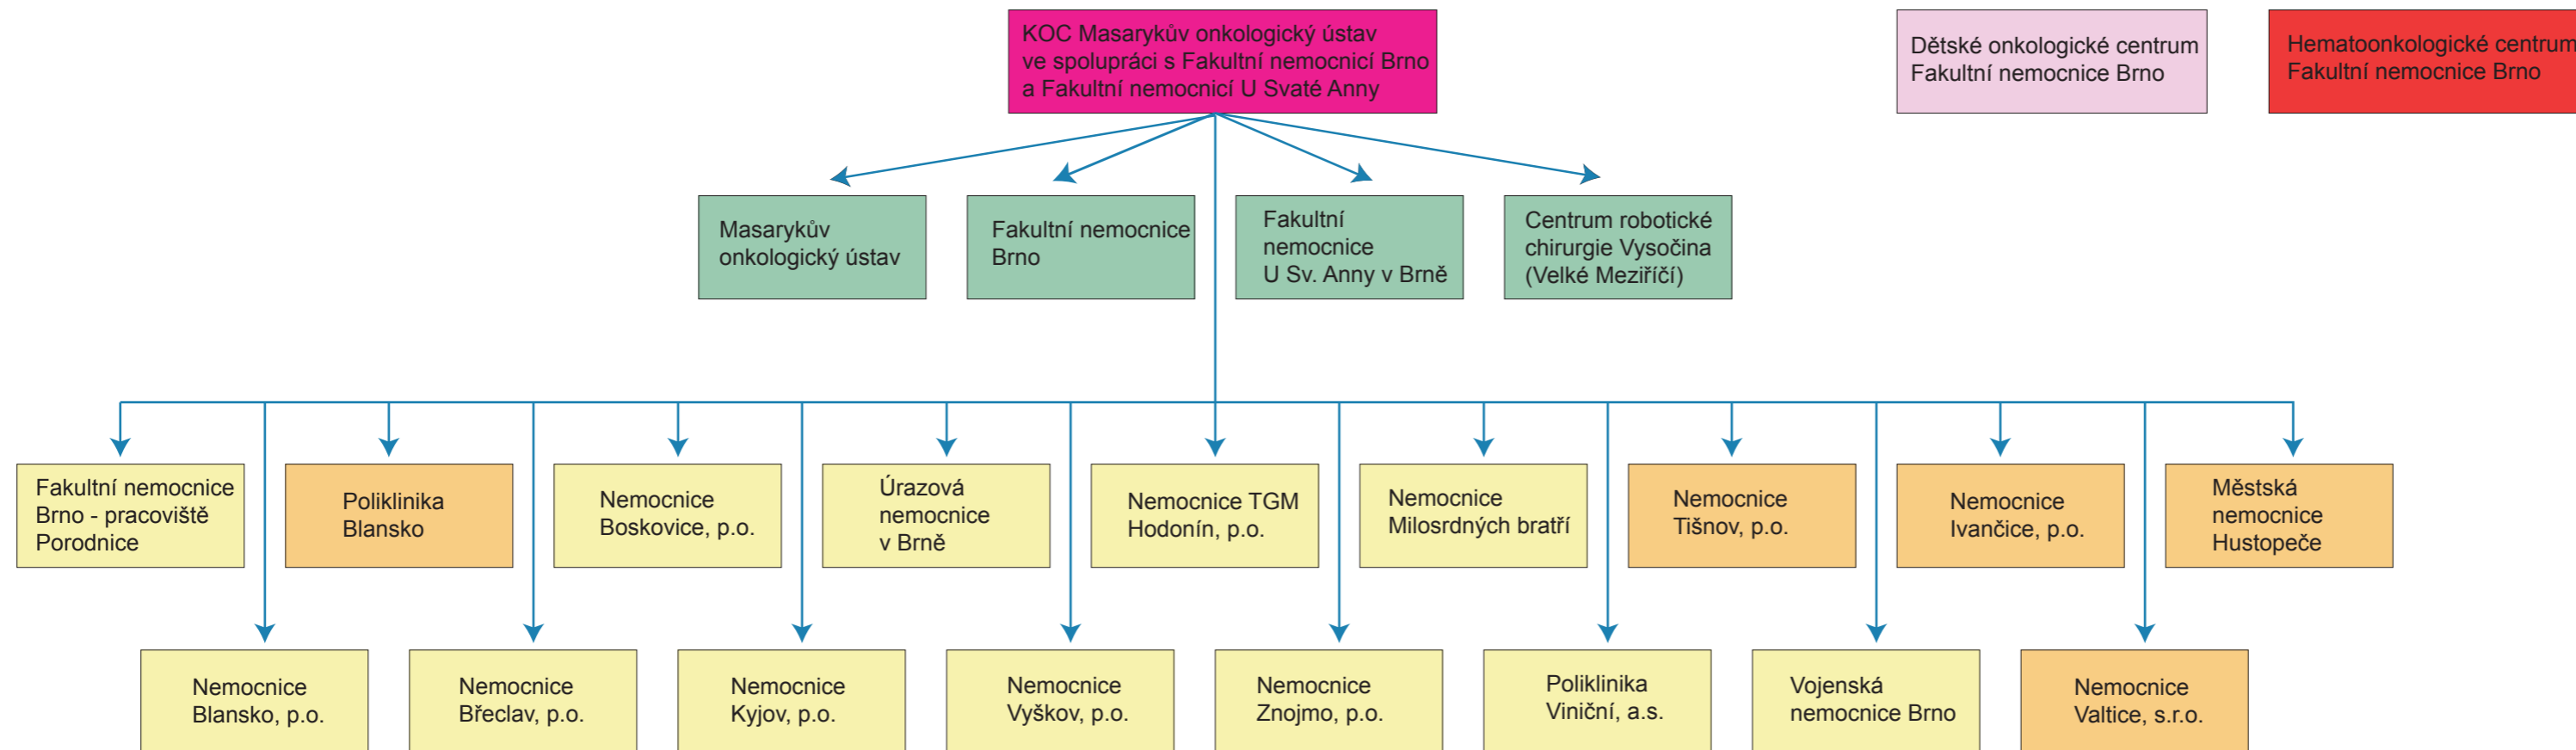 KOC Masarykův onkologický ústav
ve spolupráci s Fakultní nemocnicí Brno
a Fakultní nemocnicí U Svaté Anny
Dětské onkologické centrum
Fakultní nemocnice Brno
Hematoonkologické centrum
Fakultní nemocnice Brno
Masarykův
onkologický ústav
Fakultní nemocnice
Brno
Fakultní
nemocnice
U Sv. Anny v Brně
Centrum robotické
chirurgie Vysočina
(Velké Meziříčí)
Fakultní nemocnice
Brno - pracoviště
Porodnice
Poliklinika
Blansko
Nemocnice
Boskovice, p.o.
Úrazová
nemocnice
v Brně
Nemocnice TGM
Hodonín, p.o.
Nemocnice
Milosrdných bratří
Nemocnice
Tišnov, p.o.
Nemocnice
Ivančice, p.o.
Městská
nemocnice
Hustopeče
Nemocnice
Blansko, p.o.
Nemocnice
Břeclav, p.o.
Nemocnice
Kyjov, p.o.
Nemocnice
Vyškov, p.o.
Nemocnice
Znojmo, p.o.
Poliklinika
Viniční, a.s.
Vojenská
nemocnice Brno
Nemocnice
Valtice, s.r.o.